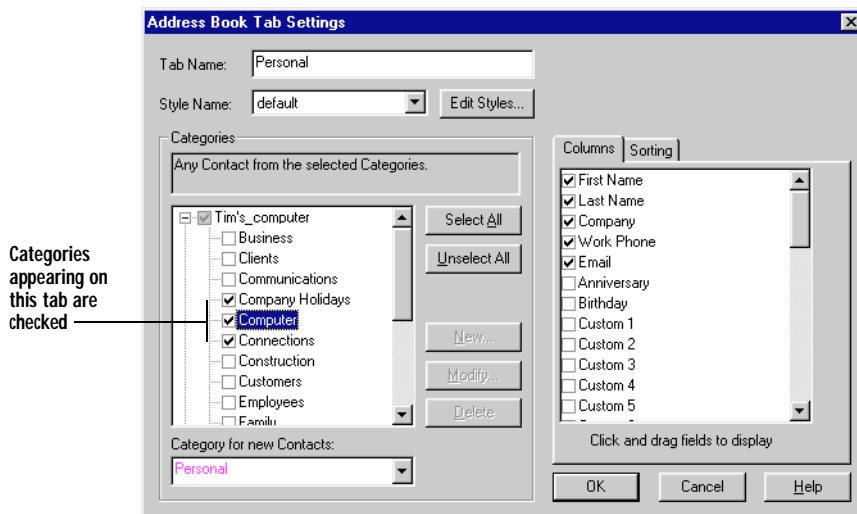 Address Book Tab Settings
Tab Name: Personal
Style Name: default Edit Styles...
Categories
Any Contact from the selected Categories.
Tim's_computer
Business
Clients
Communications
Company Holidays
Computer
Connections
Construction
Customers
Employees
Family
Select All
Unselect All
New...
Modify...
Delete
Category for new Contacts:
Personal
Categories
appearing on
this tab are
checked
Columns Sorting
First Name
Last Name
Company
Work Phone
Email
Anniversary
Birthday
Custom 1
Custom 2
Custom 3
Custom 4
Custom 5
Click and drag fields to display
OK Cancel Help